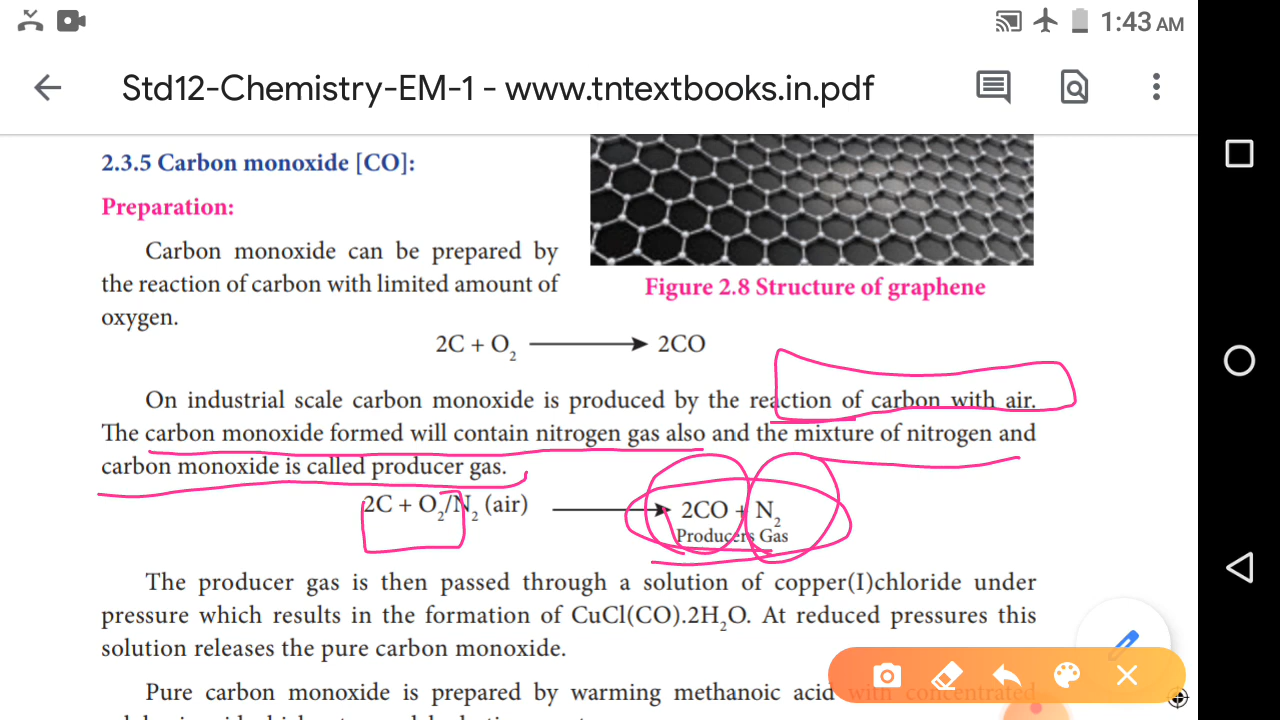 1:43 AM
Std12-Chemistry-EM-1 - www.tntextbooks.in.pdf
2.3.5 Carbon monoxide [CO]:
Preparation:
Carbon monoxide can be prepared by
the reaction of carbon with limited amount of
oxygen.
Figure 2.8 Structure of graphene
2C + O₂ ⟶ 2CO
On industrial scale carbon monoxide is produced by the reaction of carbon with air.
The carbon monoxide formed will contain nitrogen gas also and the mixture of nitrogen and
carbon monoxide is called producer gas.
2C + O₂/N₂ (air) ⟶ 2CO + N₂
Producers Gas
The producer gas is then passed through a solution of copper(I)chloride under
pressure which results in the formation of CuCl(CO).2H₂O. At reduced pressures this
solution releases the pure carbon monoxide.
Pure carbon monoxide is prepared by warming methanoic acid with concentrated